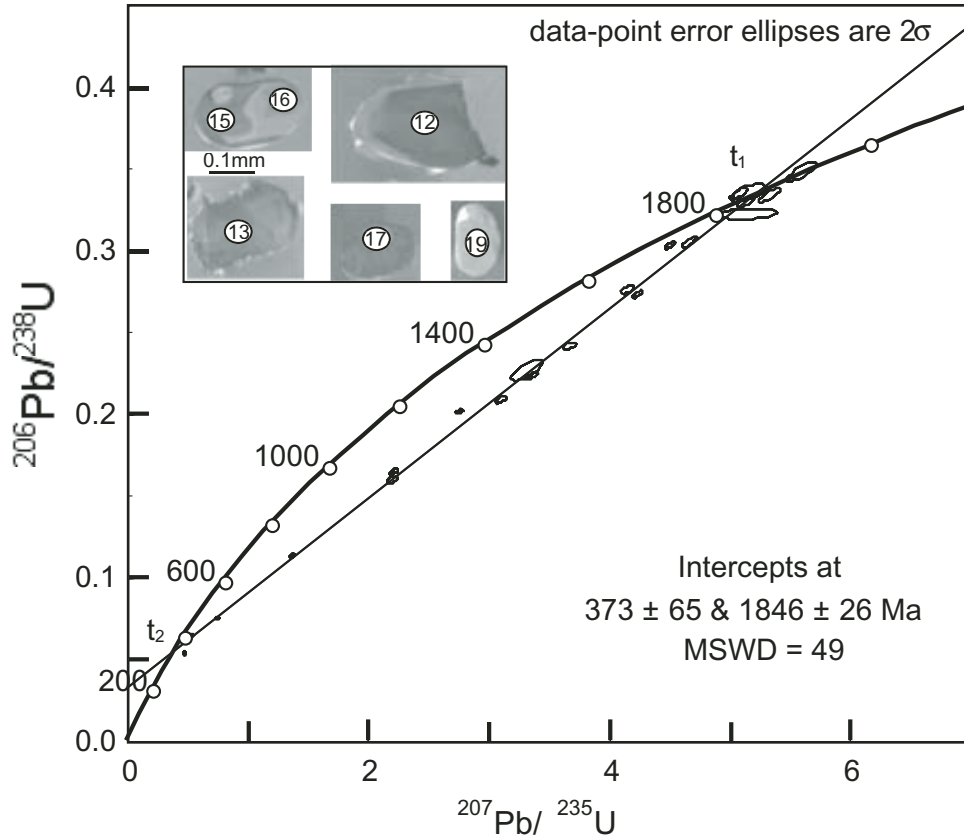 data-point error ellipses are 2σ
0.4
16
15
12
0.1mm
t₁
1800
13
17
19
0.3
²⁰⁶Pb/²³⁸U
1400
0.2
1000
600
0.1
Intercepts at
373 ± 65 & 1846 ± 26 Ma
MSWD = 49
t₂
200
0.0
0 2 4 6
²⁰⁷Pb/ ²³⁵U